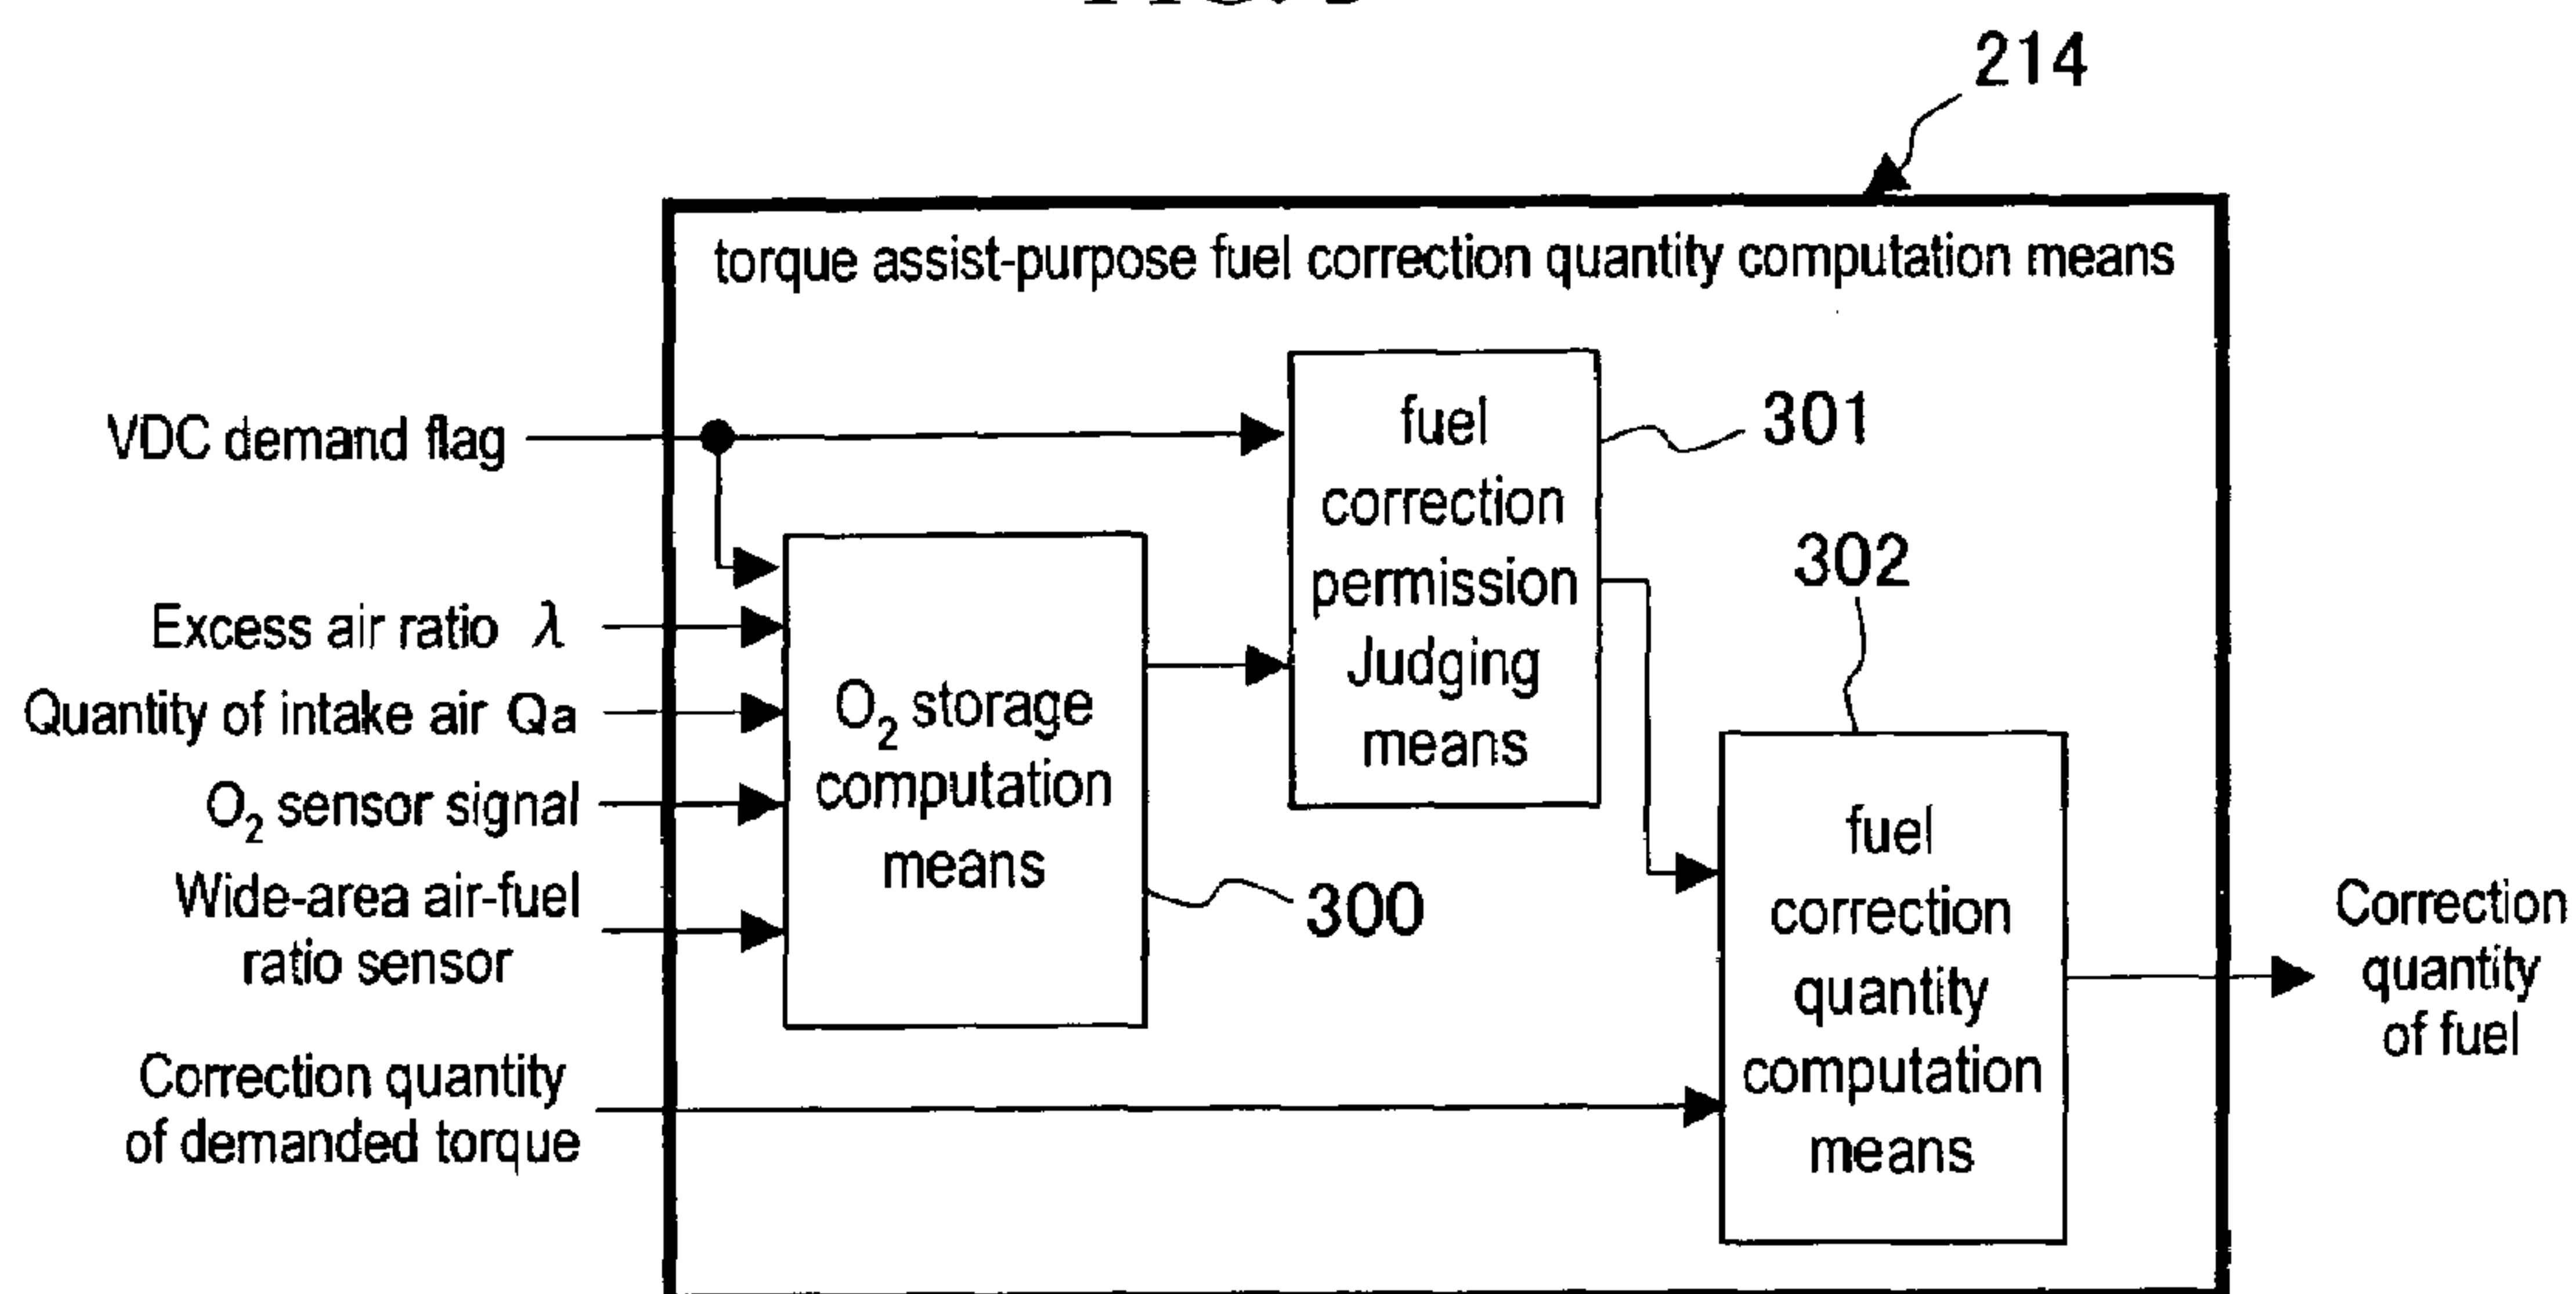 214
torque assist-purpose fuel correction quantity computation means
VDC demand flag
fuel
correction
permission
Judging
means
301
302
Excess air ratio λ
Quantity of intake air Qa
O₂ sensor signal
Wide-area air-fuel
ratio sensor
O₂ storage
computation
means
300
fuel
correction
quantity
computation
means
Correction quantity
of demanded torque
Correction
quantity
of fuel